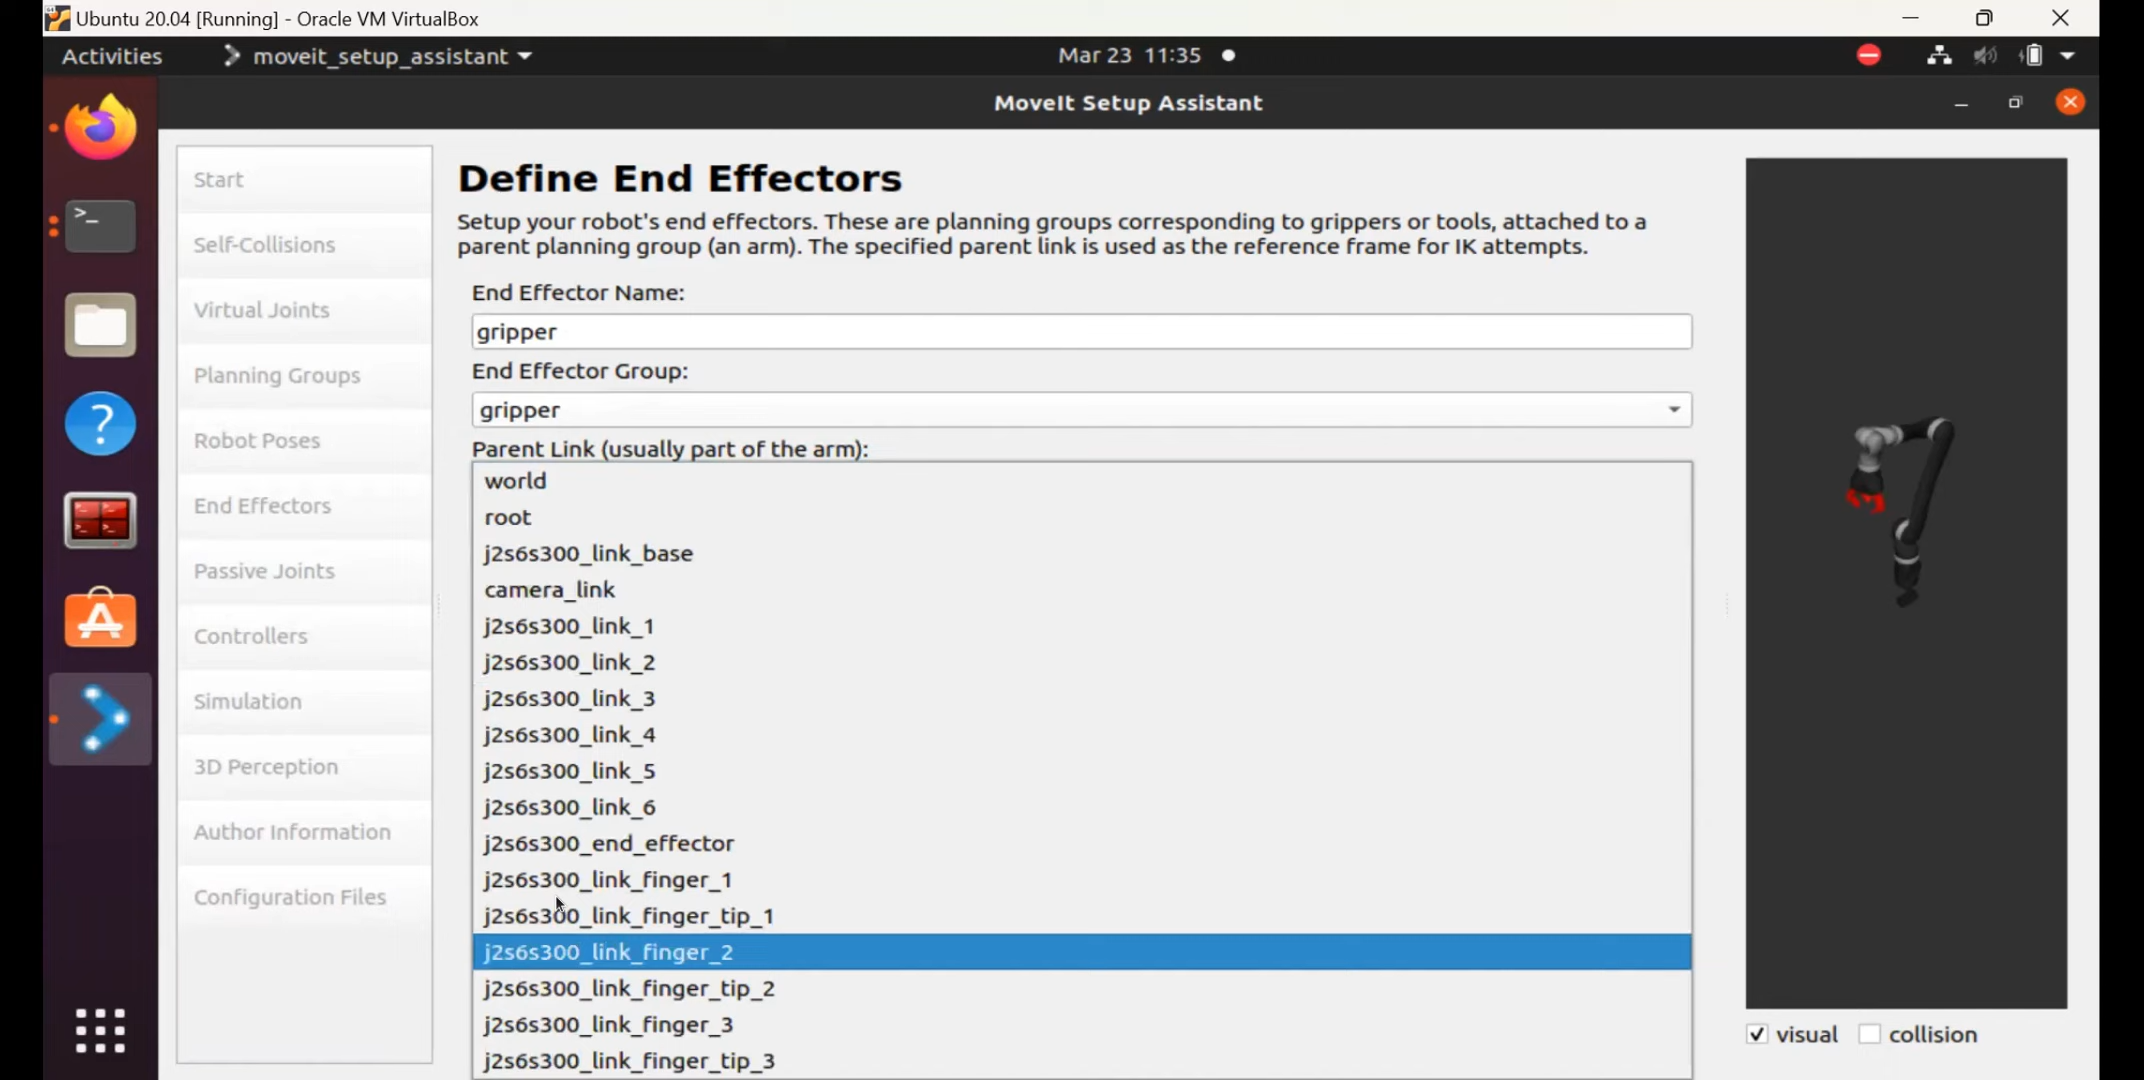 Ubuntu 20.04 [Running] - Oracle VM VirtualBox
Activities
moveit_setup_assistant
Mar 23 11:35
MoveIt Setup Assistant
Start
Self-Collisions
Virtual Joints
Planning Groups
Robot Poses
End Effectors
Passive Joints
Controllers
Simulation
3D Perception
Author Information
Configuration Files
Define End Effectors
Setup your robot's end effectors. These are planning groups corresponding to grippers or tools, attached to a
parent planning group (an arm). The specified parent link is used as the reference frame for IK attempts.
End Effector Name:
gripper
End Effector Group:
gripper
Parent Link (usually part of the arm):
world
root
j2s6s300_link_base
camera_link
j2s6s300_link_1
j2s6s300_link_2
j2s6s300_link_3
j2s6s300_link_4
j2s6s300_link_5
j2s6s300_link_6
j2s6s300_end_effector
j2s6s300_link_finger_1
j2s6s300_link_finger_tip_1
j2s6s300_link_finger_2
j2s6s300_link_finger_tip_2
j2s6s300_link_finger_3
j2s6s300_link_finger_tip_3
visual
collision